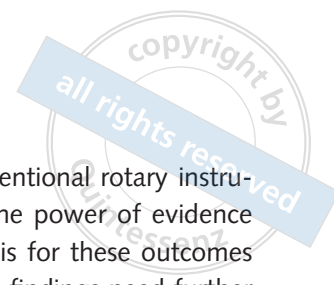 copyright by
all rights reserved
Quintessenz
entional rotary instru-
ne power of evidence
is for these outcomes
findings need further